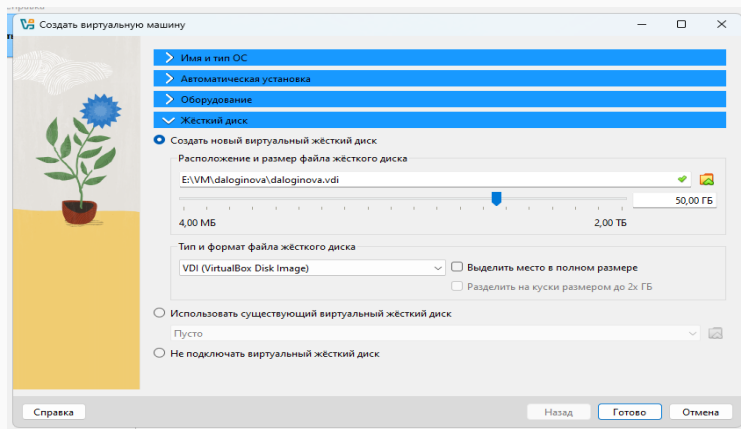 Создать виртуальную машину
Имя и тип ОС
Автоматическая установка
Оборудование
Жёсткий диск
Создать новый виртуальный жёсткий диск
Расположение и размер файла жёсткого диска
E:\VM\daloginova\daloginova.vdi
50,00 ГБ
4,00 МБ 2,00 ТБ
Тип и формат файла жёсткого диска
VDI (VirtualBox Disk Image) Выделить место в полном размере
Разделить на куски размером до 2х ГБ
Использовать существующий виртуальный жёсткий диск
Пусто
Не подключать виртуальный жёсткий диск
Справка Назад Готово Отмена